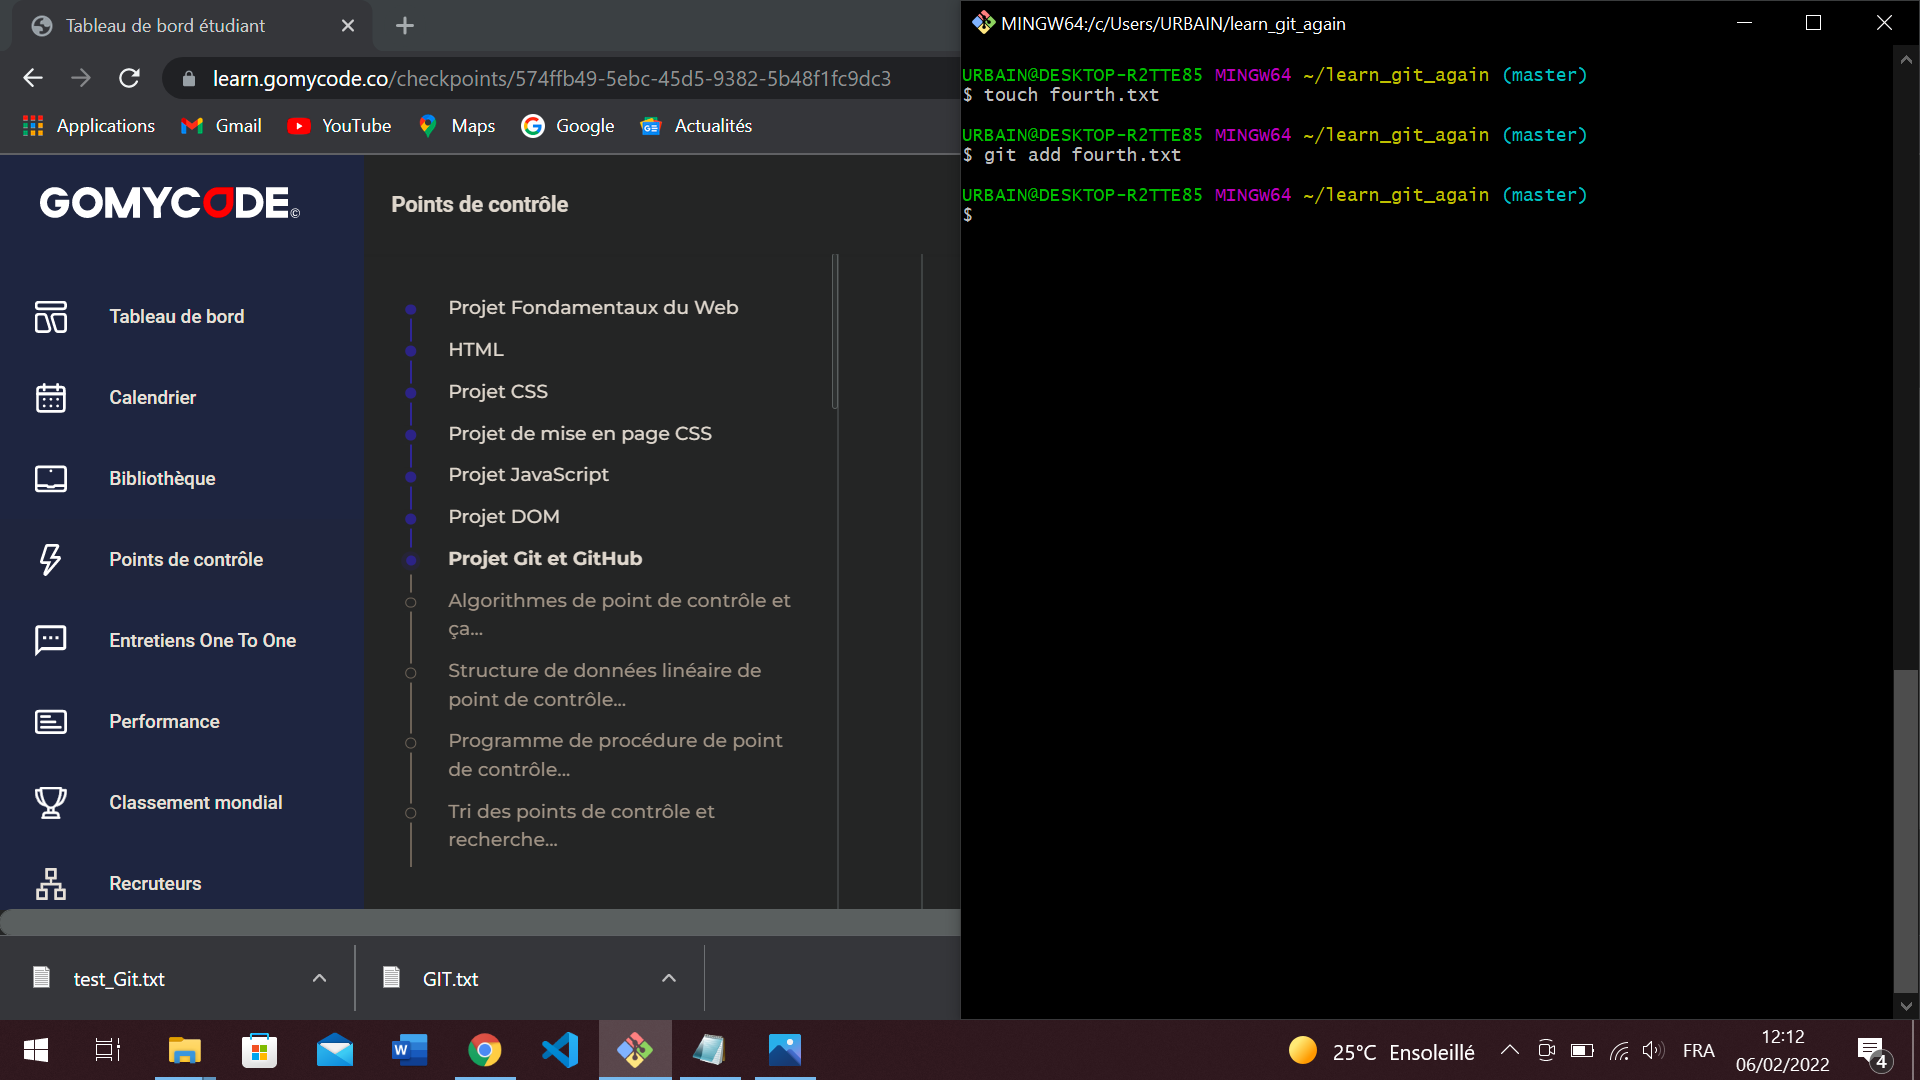 Tableau de bord étudiant
learn.gomycode.co/checkpoints/574ffb49-5ebc-45d5-9382-5b48f1fc9dc3
Applications
Gmail
YouTube
Maps
Google
Actualités
GOMYCODE©
Tableau de bord
Calendrier
Bibliothèque
Points de contrôle
Entretiens One To One
Performance
Classement mondial
Recruteurs
Points de contrôle
Projet Fondamentaux du Web
HTML
Projet CSS
Projet de mise en page CSS
Projet JavaScript
Projet DOM
Projet Git et GitHub
Algorithmes de point de contrôle et
ça...
Structure de données linéaire de
point de contrôle...
Programme de procédure de point
de contrôle...
Tri des points de contrôle et
recherche...
test_Git.txt
GIT.txt
MINGW64:/c/Users/URBAIN/learn_git_again
URBAIN@DESKTOP-R2TTE85 MINGW64 ~/learn_git_again (master)
$ touch fourth.txt
URBAIN@DESKTOP-R2TTE85 MINGW64 ~/learn_git_again (master)
$ git add fourth.txt
URBAIN@DESKTOP-R2TTE85 MINGW64 ~/learn_git_again (master)
$
25°C Ensoleillé
FRA
12:12
06/02/2022
4